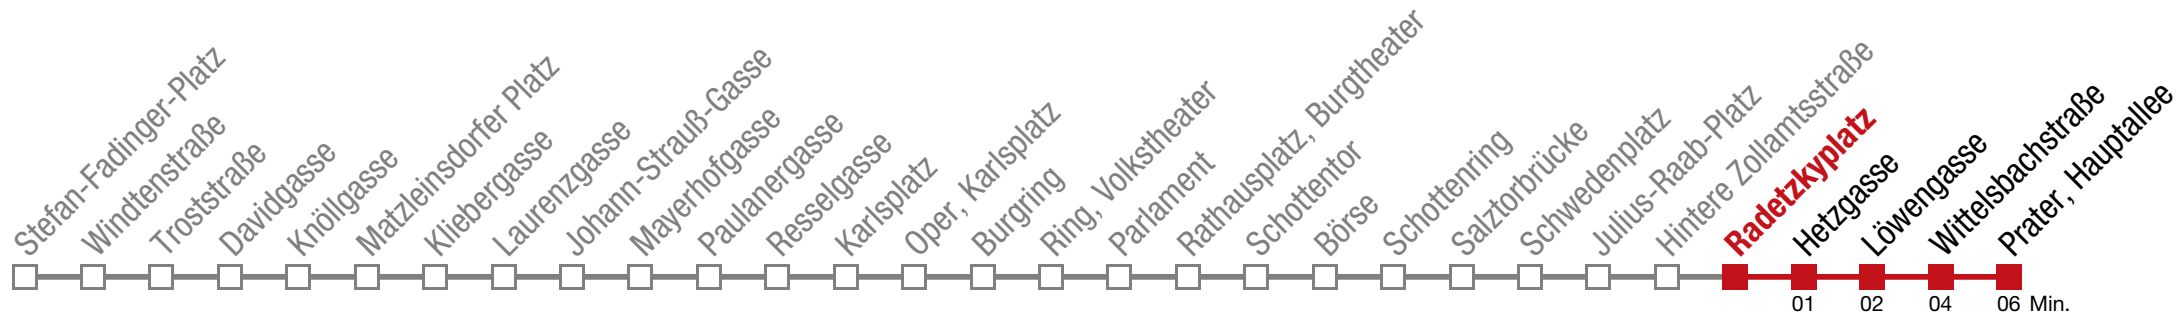 Stefan-Fadinger-Platz
Windtenstraße
Troststraße
Davidgasse
Knöllgasse
Matzleinsdorfer Platz
Kliebergasse
Laurenzgasse
Johann-Strauß-Gasse
Mayerhofgasse
Paulanergasse
Resselgasse
Karlsplatz
Oper, Karlsplatz
Burgring
Ring, Volkstheater
Parlament
Rathausplatz, Burgtheater
Schottentor
Börse
Schottenring
Salztorbrücke
Schwedenplatz
Julius-Raab-Platz
Hintere Zollamtsstraße
Radetzkyplatz
Hetzgasse
Löwengasse
Wittelsbachstraße
Prater, Hauptallee
01 02 04 06 Min.